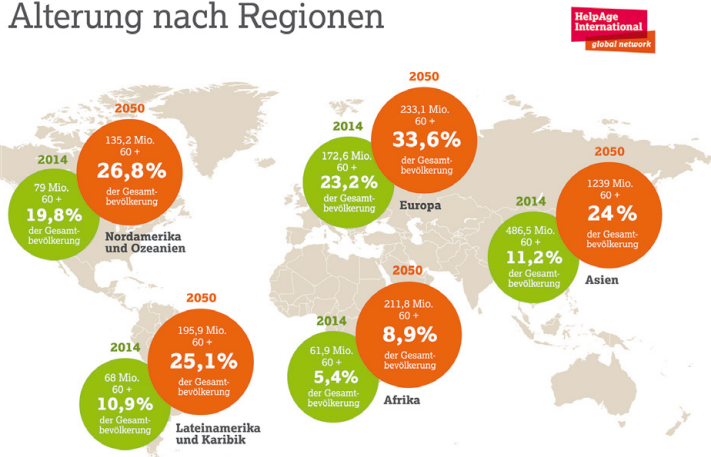 Alterung nach Regionen
HelpAge
International
global network
2014
79 Mio.
60 +
19,8%
der Gesamt-
bevölkerung
2050
135,2 Mio.
60 +
26,8%
der Gesamt-
bevölkerung
Nordamerika
und Ozeanien
2014
172,6 Mio.
60 +
23,2%
der Gesamt-
bevölkerung
2050
233,1 Mio.
60 +
33,6%
der Gesamt-
bevölkerung
Europa
2014
486,5 Mio.
60 +
11,2%
der Gesamt-
bevölkerung
2050
1239 Mio.
60 +
24 %
der Gesamt-
bevölkerung
Asien
2014
68 Mio.
60 +
10,9%
der Gesamt-
bevölkerung
2050
195,9 Mio.
60 +
25,1%
der Gesamt-
bevölkerung
Lateinamerika
und Karibik
2014
61,9 Mio.
60 +
5,4%
der Gesamt-
bevölkerung
2050
211,8 Mio.
60 +
8,9%
der Gesamt-
bevölkerung
Afrika